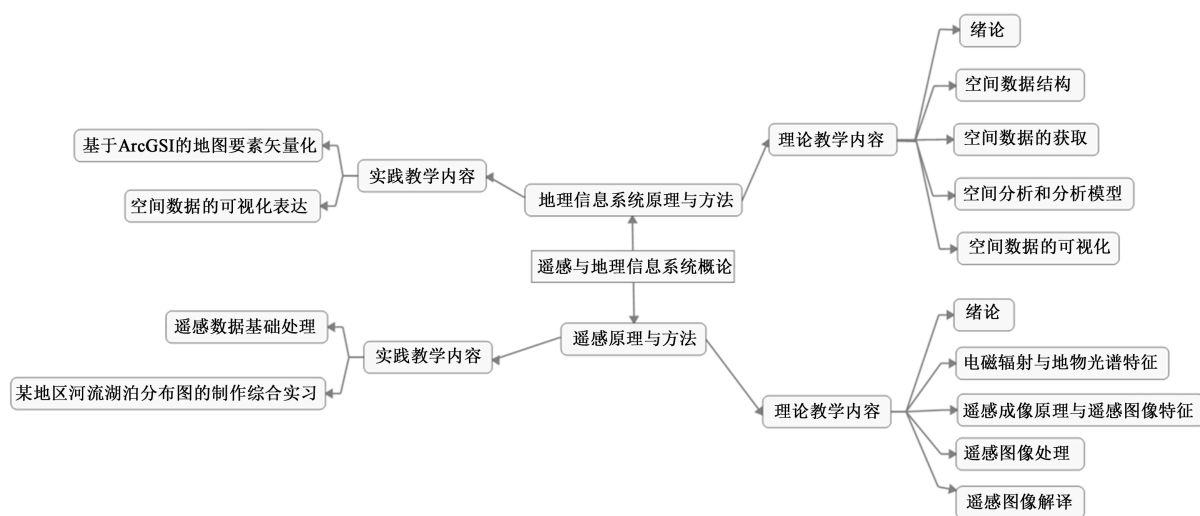 绪论
空间数据结构
理论教学内容
空间数据的获取
基于ArcGSI的地图要素矢量化
实践教学内容
空间分析和分析模型
空间数据的可视化表达
地理信息系统原理与方法
空间数据的可视化
遥感与地理信息系统概论
绪论
遥感数据基础处理
遥感原理与方法
实践教学内容
电磁辐射与地物光谱特征
某地区河流湖泊分布图的制作综合实习
理论教学内容
遥感成像原理与遥感图像特征
遥感图像处理
遥感图像解译